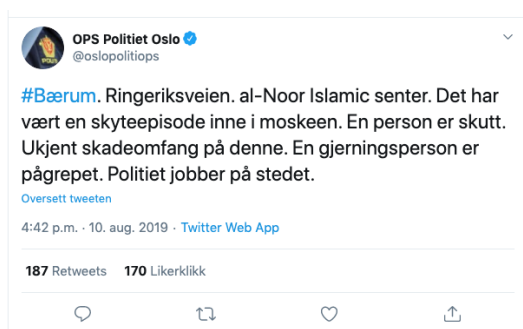 OPS Politiet Oslo
@oslopolitiops
#Bærum. Ringeriksveien. al-Noor Islamic senter. Det har
vært en skyteepisode inne i moskeen. En person er skutt.
Ukjent skadeomfang på denne. En gjerningsperson er
pågrepet. Politiet jobber på stedet.
Oversett tweeten
4:42 p.m. · 10. aug. 2019 · Twitter Web App
187 Retweets 170 Likerklikk